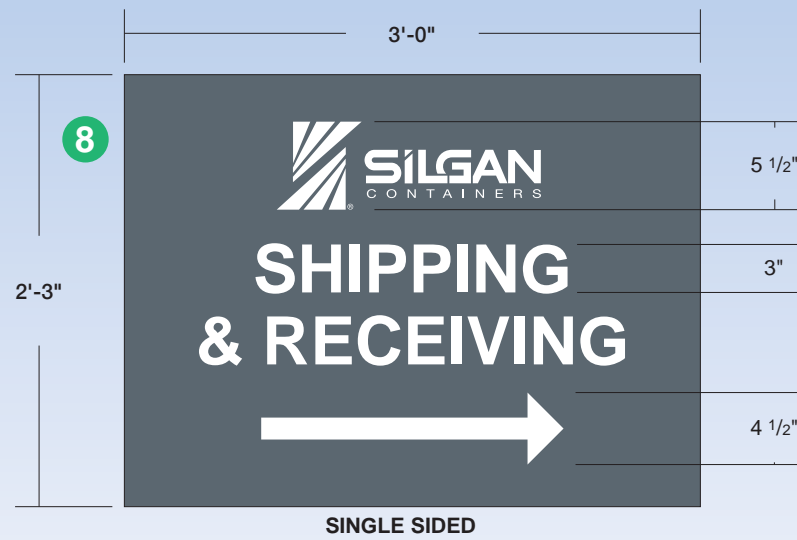 3'-0"
8
SILGAN
CONTAINERS
®
5 1/2"
SHIPPING
3"
2'-3"
& RECEIVING
4 1/2"
SINGLE SIDED